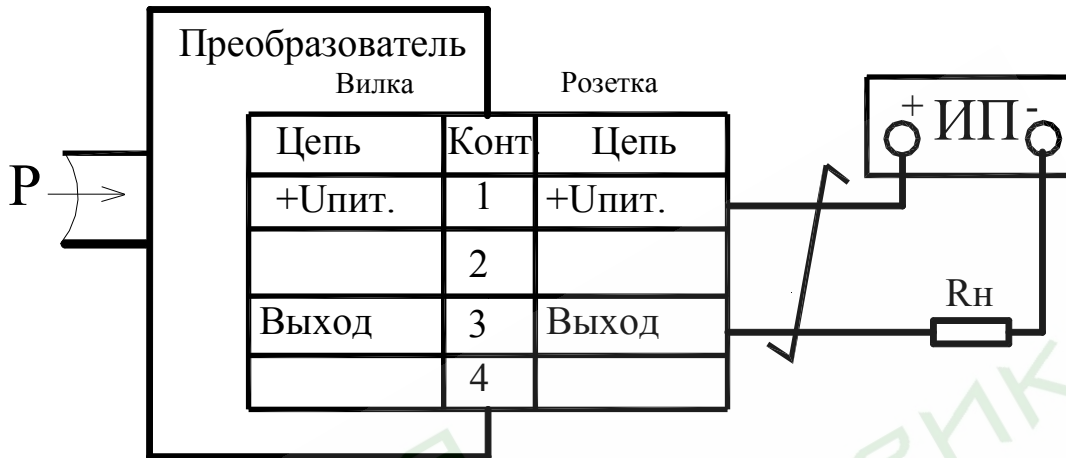 Преобразователь
Вилка Розетка
+ ИП -
Цепь Конт. Цепь
P
+Uпит. 1 +Uпит.
2
Rн
Выход 3 Выход
4